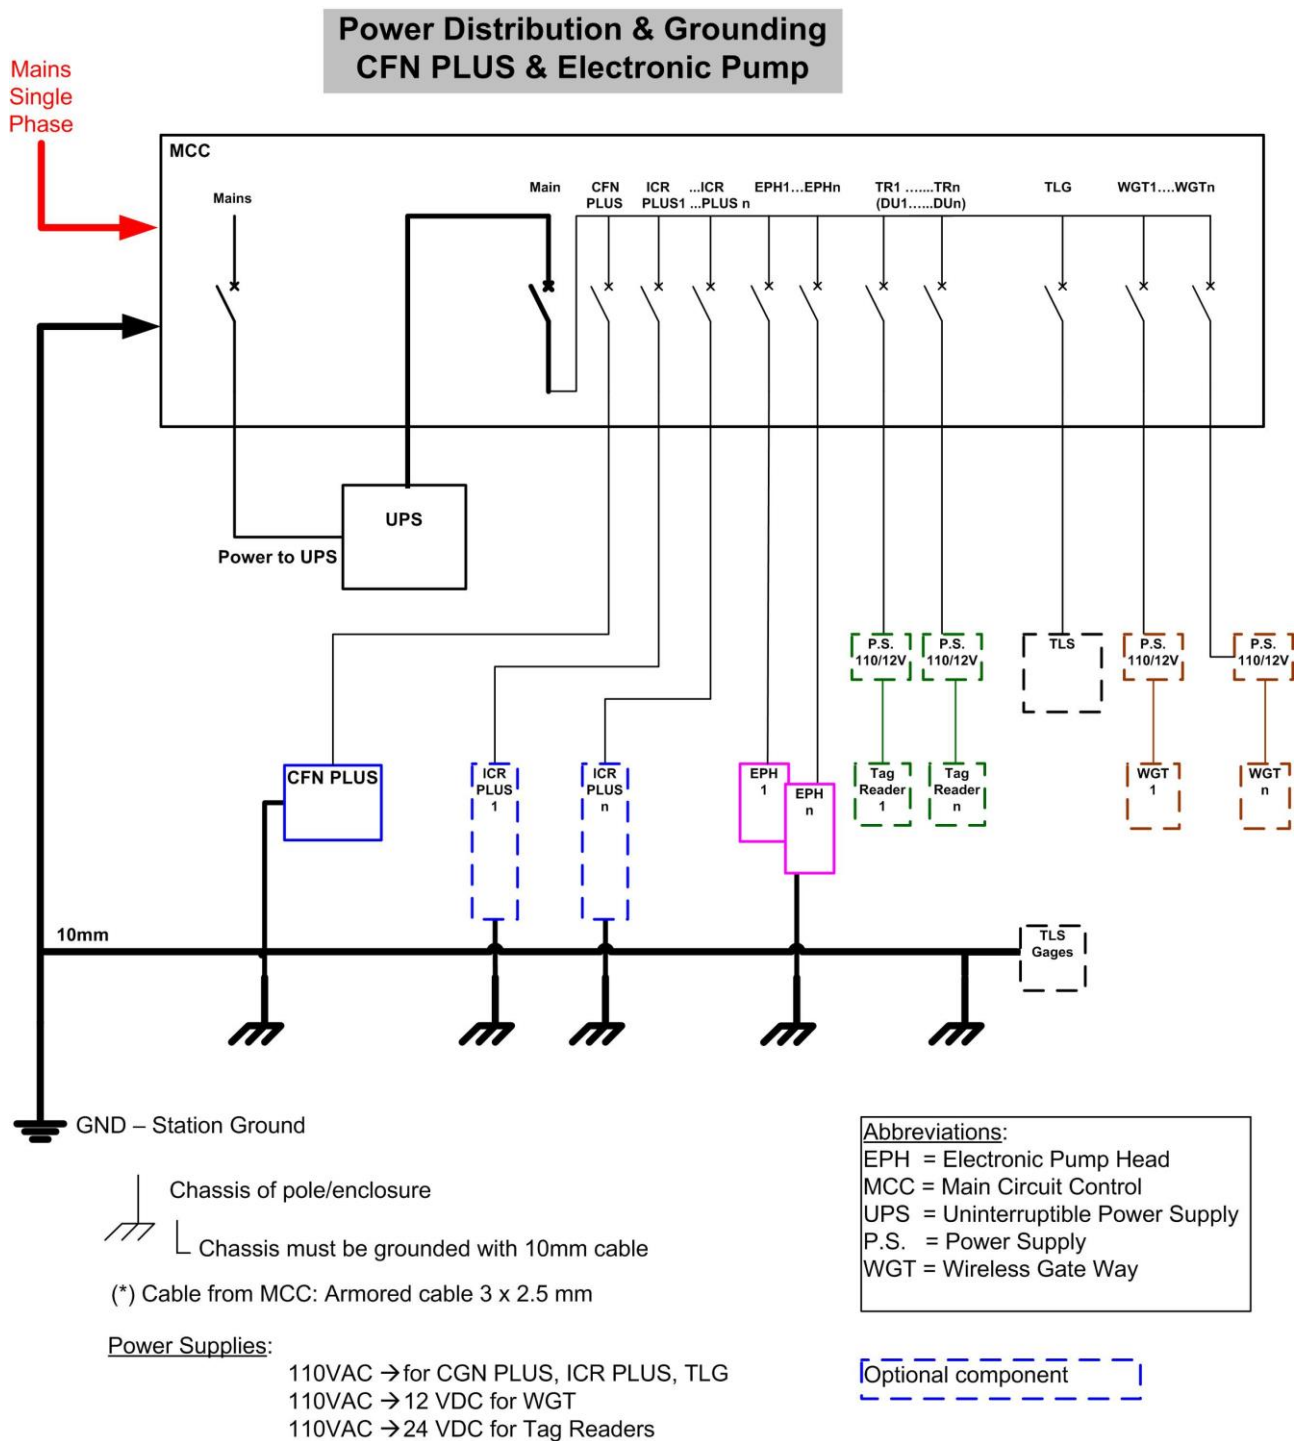 Power Distribution & Grounding
CFN PLUS & Electronic Pump
Mains
Single
Phase
MCC
Mains
Main
CFN
PLUS
ICR ...ICR
PLUS1 ...PLUS n
EPH1...EPHn
TR1 .......TRn
(DU1......DUn)
TLG
WGT1....WGTn
UPS
Power to UPS
P.S.
110/12V
P.S.
110/12V
TLS
P.S.
110/12V
P.S.
110/12V
CFN PLUS
ICR
PLUS
1
ICR
PLUS
n
EPH
1
EPH
n
Tag
Reader
1
Tag
Reader
n
WGT
1
WGT
n
10mm
TLS
Gages
GND – Station Ground
Chassis of pole/enclosure
Chassis must be grounded with 10mm cable
(*) Cable from MCC: Armored cable 3 x 2.5 mm
Power Supplies:
110VAC → for CGN PLUS, ICR PLUS, TLG
110VAC → 12 VDC for WGT
110VAC → 24 VDC for Tag Readers
Abbreviations:
EPH = Electronic Pump Head
MCC = Main Circuit Control
UPS = Uninterruptible Power Supply
P.S. = Power Supply
WGT = Wireless Gate Way
Optional component